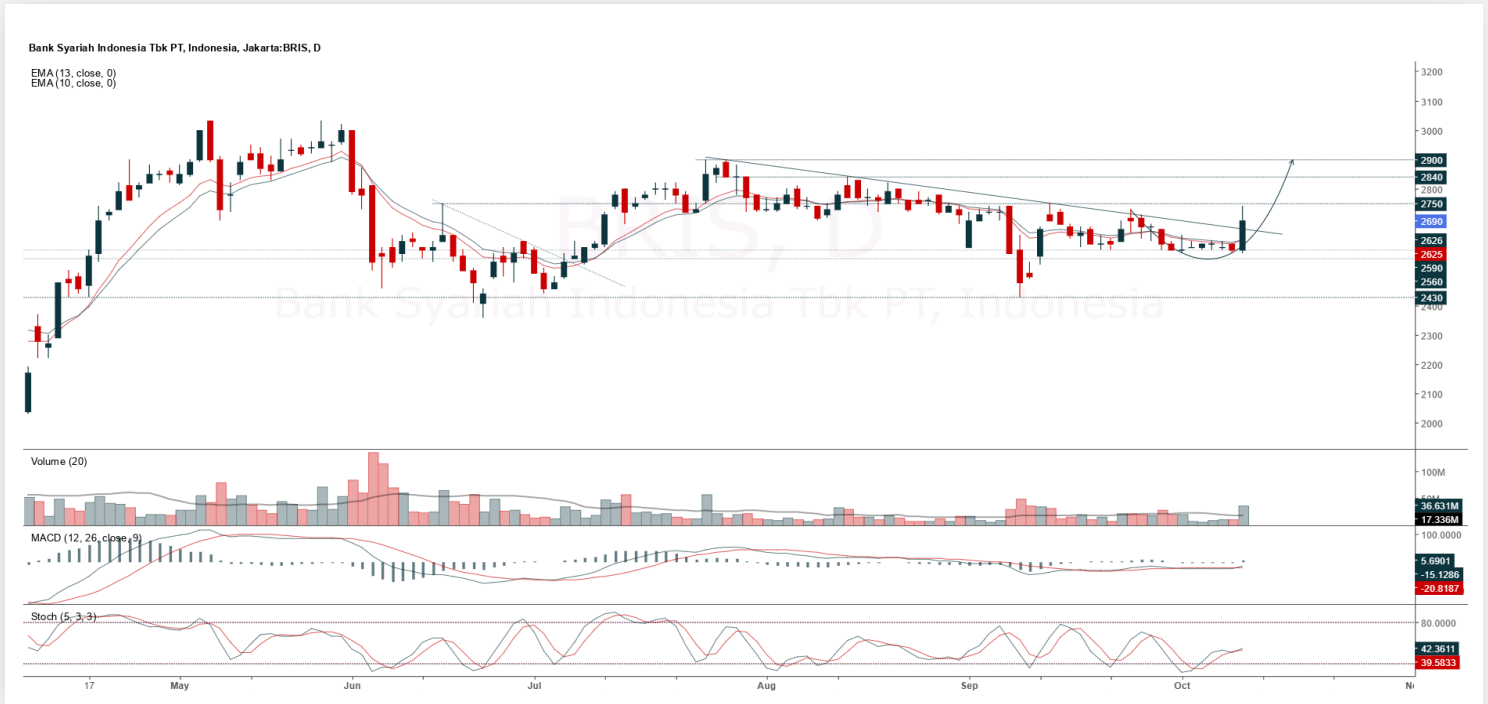 Bank Syariah Indonesia Tbk PT, Indonesia, Jakarta:BRIS, D
EMA (13, close, 0)
EMA (10, close, 0)
BRIS, D
Bank Syariah Indonesia Tbk PT, Indonesia
3200
3100
3000
2900
2840
2800
2750
2690
2626
2625
2590
2560
2430
2400
2300
2200
2100
2000
Volume (20)
100M
50M
36.631M
17.336M
MACD (12, 26, close, 9)
100.0000
5.6901
-15.1286
-20.8187
Stoch (5, 3, 3)
80.0000
42.3611
39.5833
17 May Jun Jul Aug Sep Oct